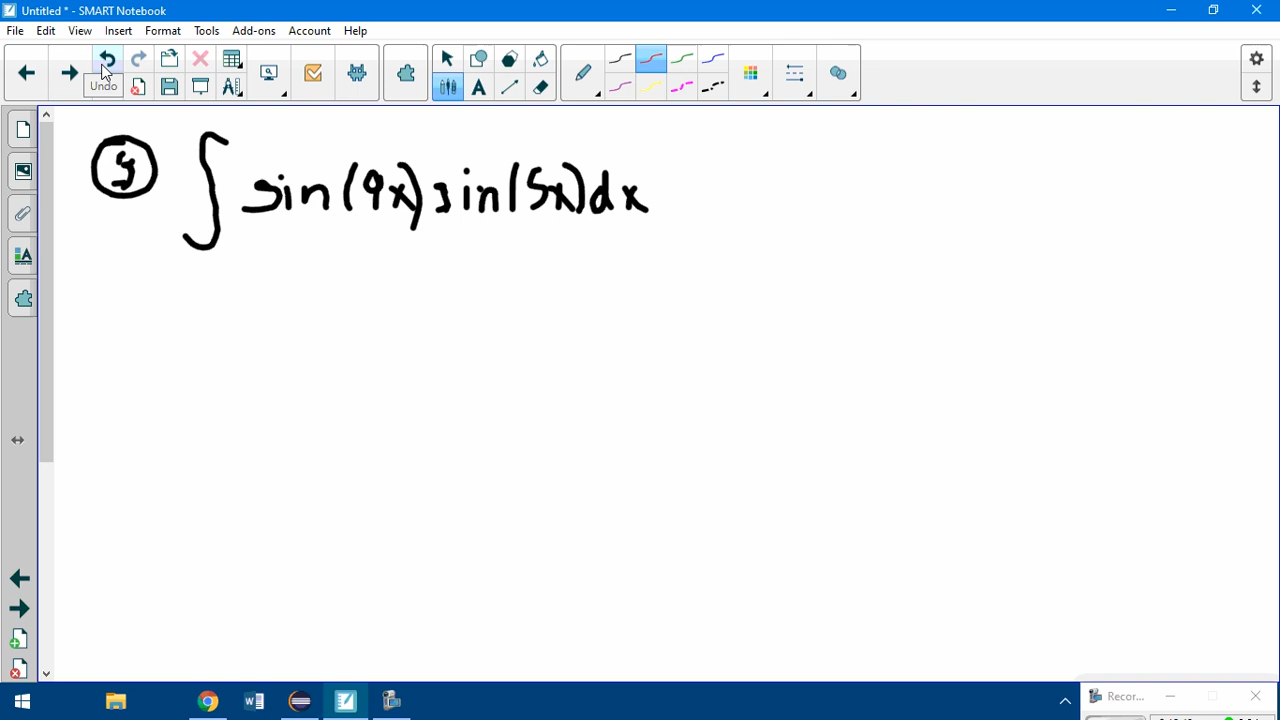 Untitled * - SMART Notebook
File Edit View Insert Format Tools Add-ons Account Help
Undo
∫ sin(9x) sin(5x) dx
Recor...